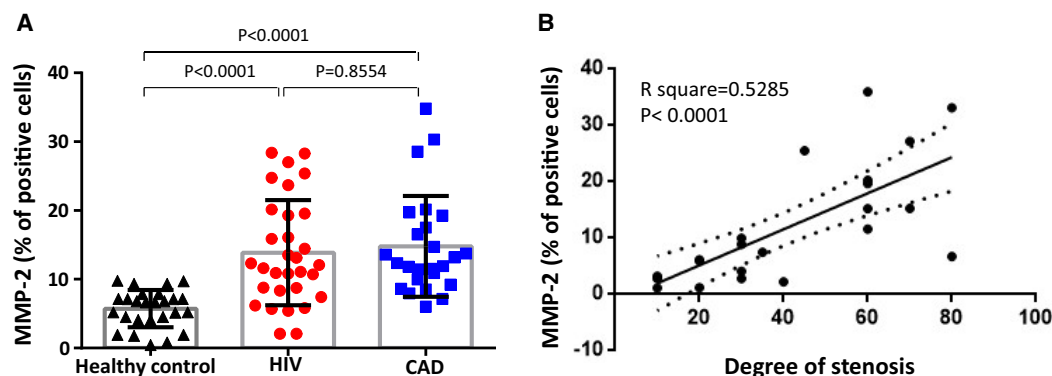 A
P<0.0001
P<0.0001
P=0.8554
MMP-2 (% of positive cells)
40
30
20
10
0
Healthy control
HIV
CAD
B
R square=0.5285
P< 0.0001
MMP-2 (% of positive cells)
40
30
20
10
0
-10
20
40
60
80
100
Degree of stenosis